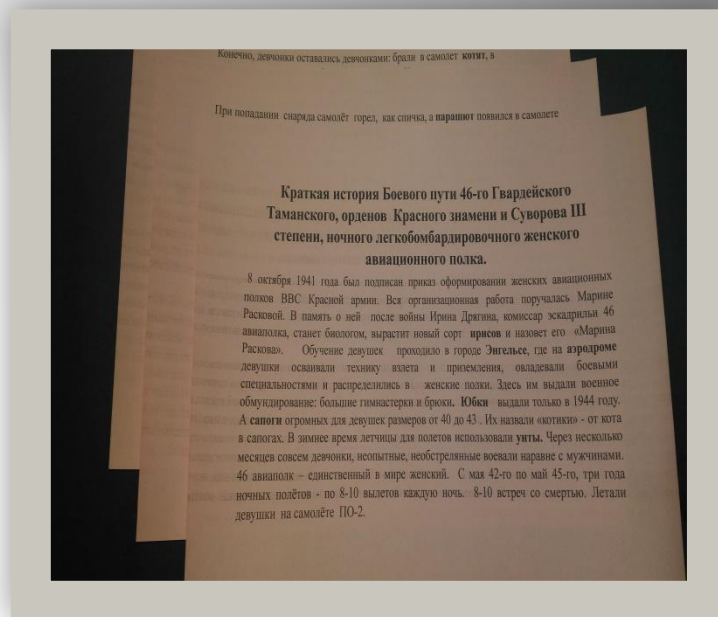 Конечно, девчонки оставались девчонками: брали в самолет котят, в
При попадании снаряда самолёт горел, как спичка, а парашют появился в самолете
Краткая история Боевого пути 46-го Гвардейского
Таманского, орденов Красного знамени и Суворова III
степени, ночного легкобомбардировочного женского
авиационного полка.
8 октября 1941 года был подписан приказ оформировании женских авиационных
полков ВВС Красной армии. Вся организационная работа поручалась Марине
Расковой. В память о ней после войны Ирина Дрягина, комиссар эскадрильи 46
авиаполка, станет биологом, вырастит новый сорт ирисов и назовет его «Марина
Раскова». Обучение девушек проходило в городе Энгельсе, где на аэродроме
девушки осваивали технику взлета и приземления, овладевали боевыми
специальностями и распределились в женские полки. Здесь им выдали военное
обмундирование: большие гимнастерки и брюки. Юбки выдали только в 1944 году.
А сапоги огромных для девушек размеров от 40 до 43 . Их назвали «котики» - от кота
в сапогах. В зимнее время летчицы для полетов использовали унты. Через несколько
месяцев совсем девчонки, неопытные, необстрелянные воевали наравне с мужчинами.
46 авиаполк – единственный в мире женский. С мая 42-го по май 45-го, три года
ночных полётов - по 8-10 вылетов каждую ночь. 8-10 встреч со смертью. Летали
девушки на самолёте ПО-2.